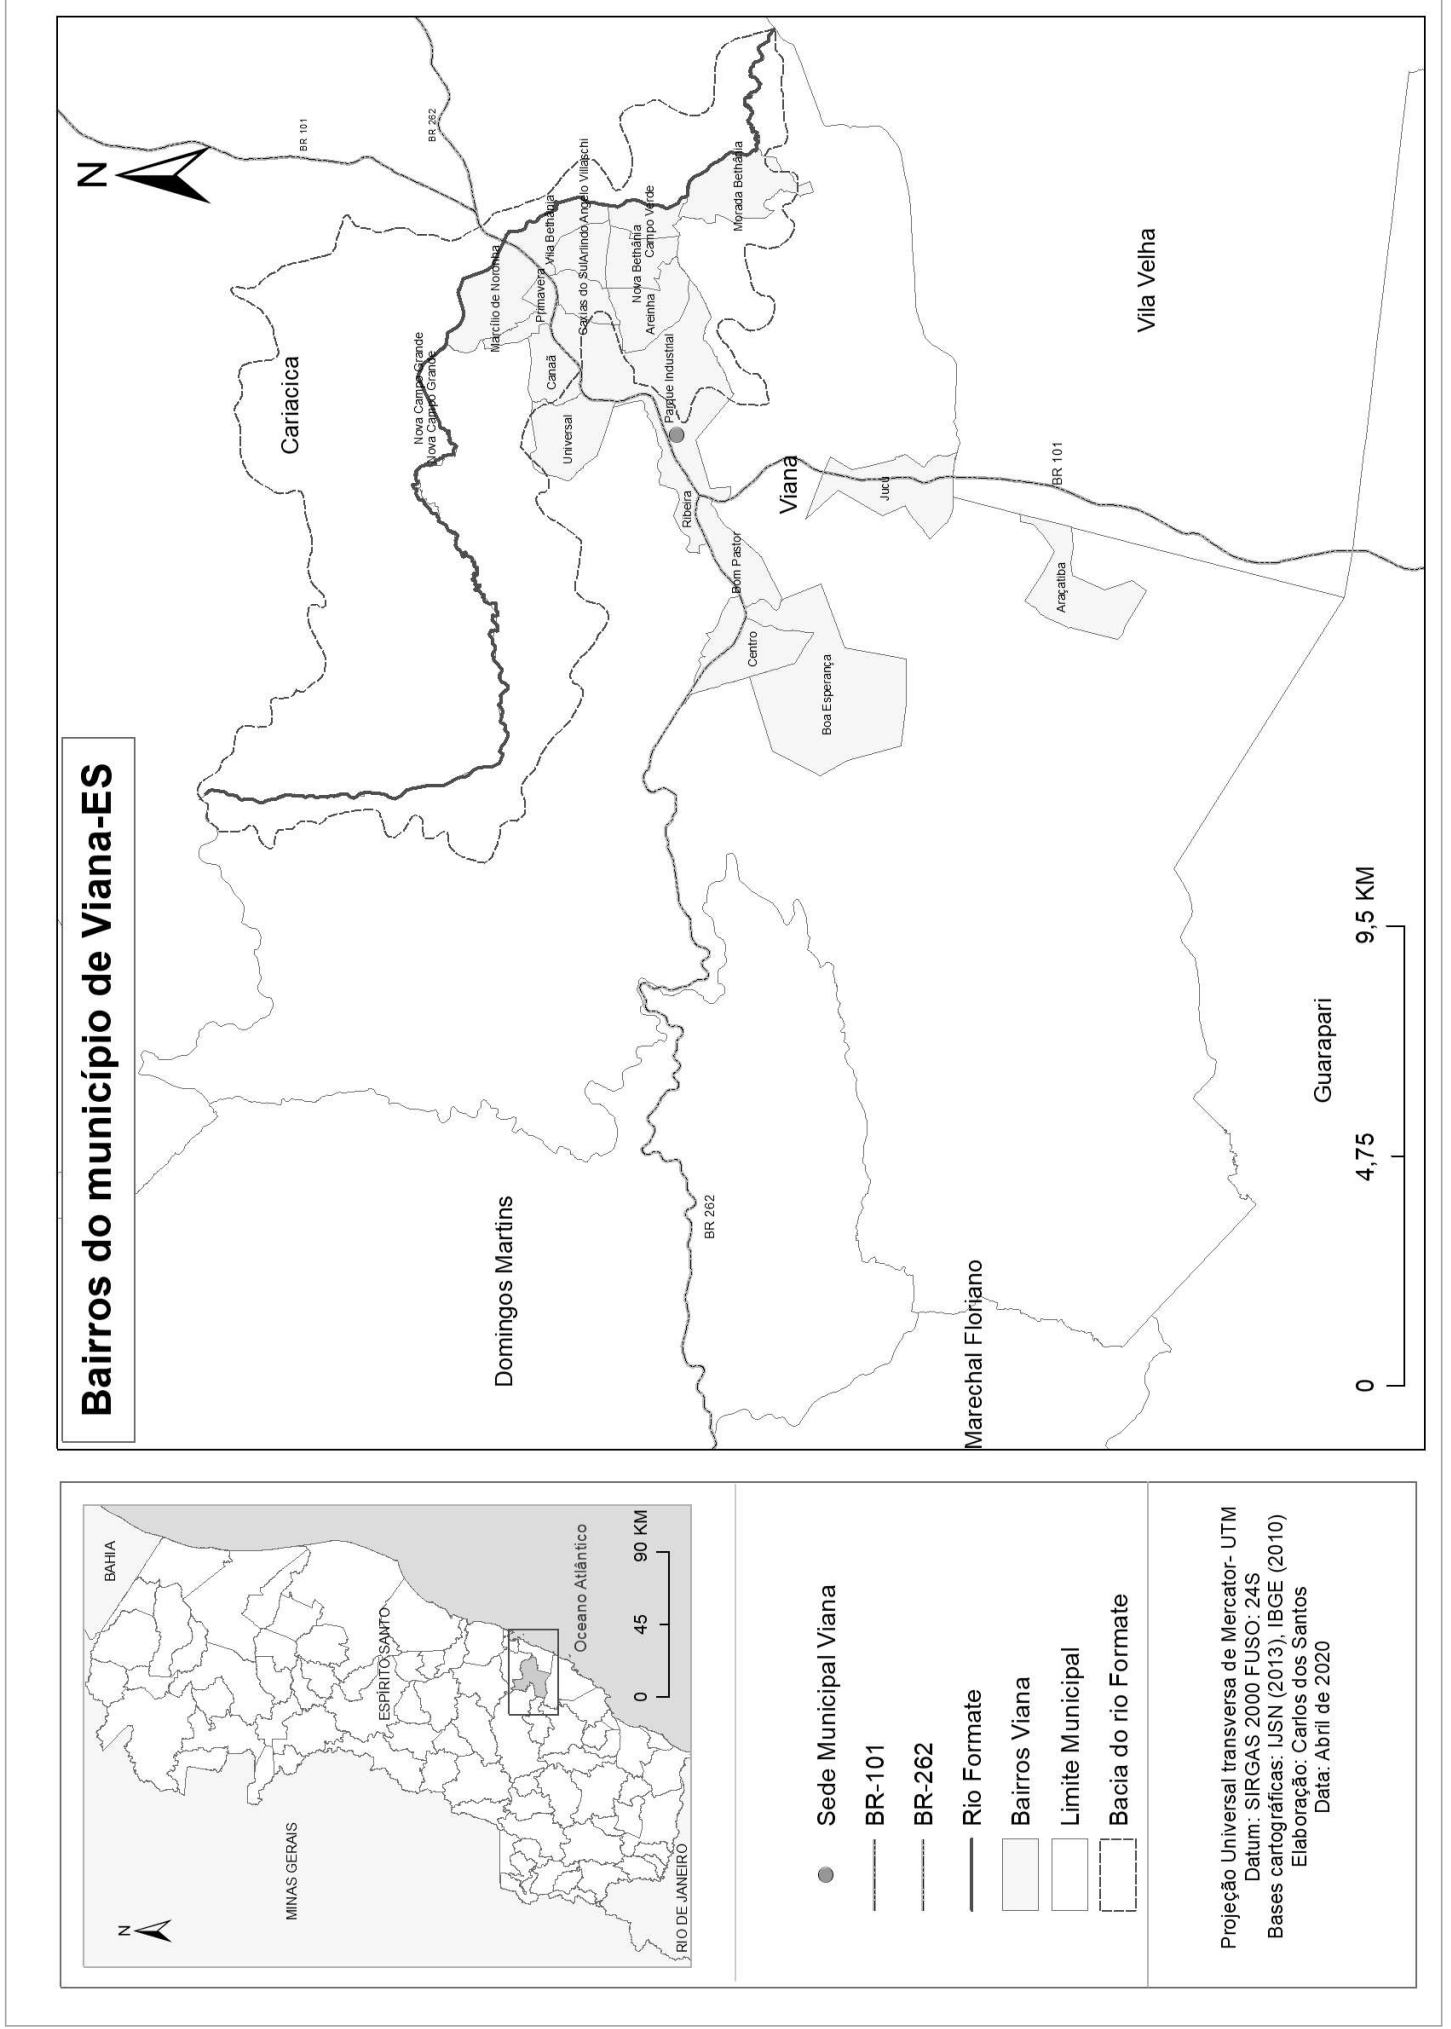 Bairros do município de Viana-ES
N
BR 101
BR 262
Cariacica
Nova Campo Grande
Nova Campo Grande
Marcílio de Noronha
Vila Bethânia
Primavera
Arlindo Angelo Villaschi
Caxias do Sul
Canaã
Universal
Nova Bethânia
Campo Verde
Areinha
Morada Bethânia
Parque Industrial
Ribeira
Viana
Bom Pastor
Centro
Boa Esperança
Jucu
BR 101
Araçatiba
Vila Velha
Domingos Martins
BR 262
Marechal Floriano
Guarapari
0
4,75
9,5 KM
N
BAHIA
MINAS GERAIS
ESPÍRITO SANTO
Oceano Atlântico
RIO DE JANEIRO
0
45
90 KM
Sede Municipal Viana
BR-101
BR-262
Rio Formate
Bairros Viana
Limite Municipal
Bacia do rio Formate
Projeção Universal transversa de Mercator- UTM
Datum: SIRGAS 2000 FUSO: 24S
Bases cartográficas: IJSN (2013), IBGE (2010)
Elaboração: Carlos dos Santos
Data: Abril de 2020